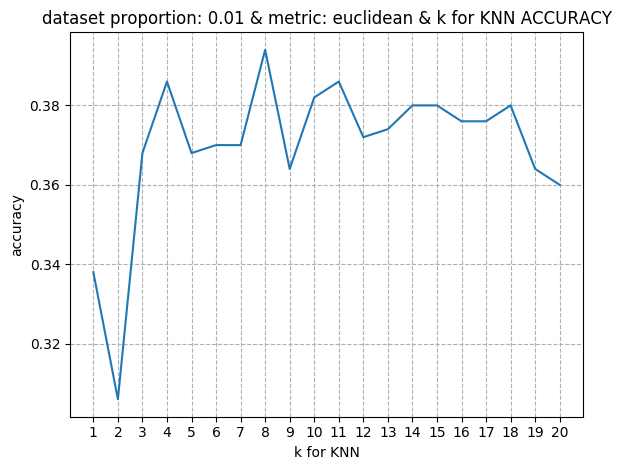 dataset proportion: 0.01 & metric: euclidean & k for KNN ACCURACY
accuracy
0.38
0.36
0.34
0.32
1 2 3 4 5 6 7 8 9 10 11 12 13 14 15 16 17 18 19 20
k for KNN